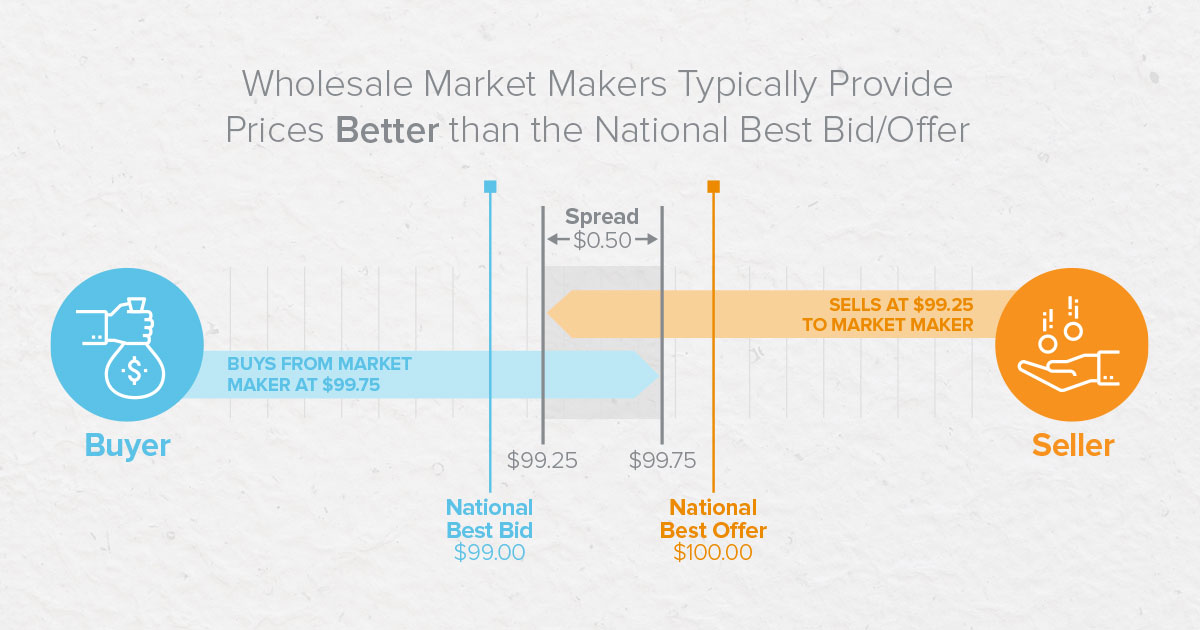 Wholesale Market Makers Typically Provide
Prices Better than the National Best Bid/Offer
Spread
$0.50
SELLS AT $99.25
TO MARKET MAKER
$
BUYS FROM MARKET
MAKER AT $99.75
Buyer
Seller
$99.25
$99.75
National
Best Bid
$99.00
National
Best Offer
$100.00